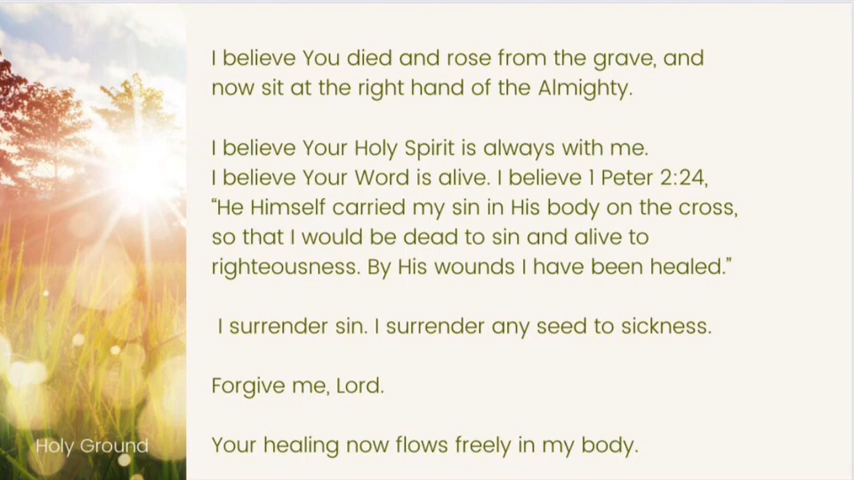 I believe You died and rose from the grave, and
now sit at the right hand of the Almighty.
I believe Your Holy Spirit is always with me.
I believe Your Word is alive. I believe 1 Peter 2:24,
“He Himself carried my sin in His body on the cross,
so that I would be dead to sin and alive to
righteousness. By His wounds I have been healed.”
I surrender sin. I surrender any seed to sickness.
Forgive me, Lord.
Your healing now flows freely in my body.
Holy Ground